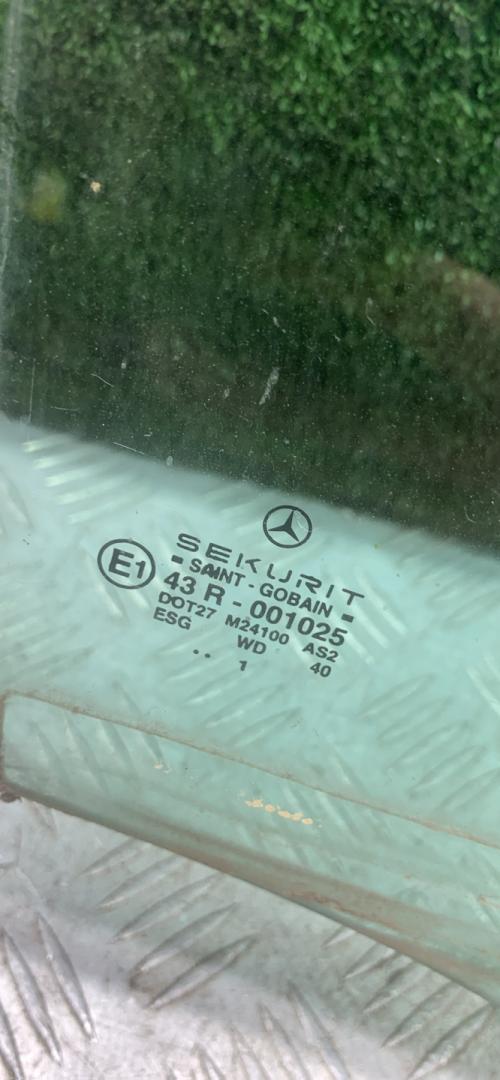 SEKURIT
- SAINT - GOBAIN -
E1
43 R - 001025
DOT27 M24100 AS2
ESG WD 40
.. 1